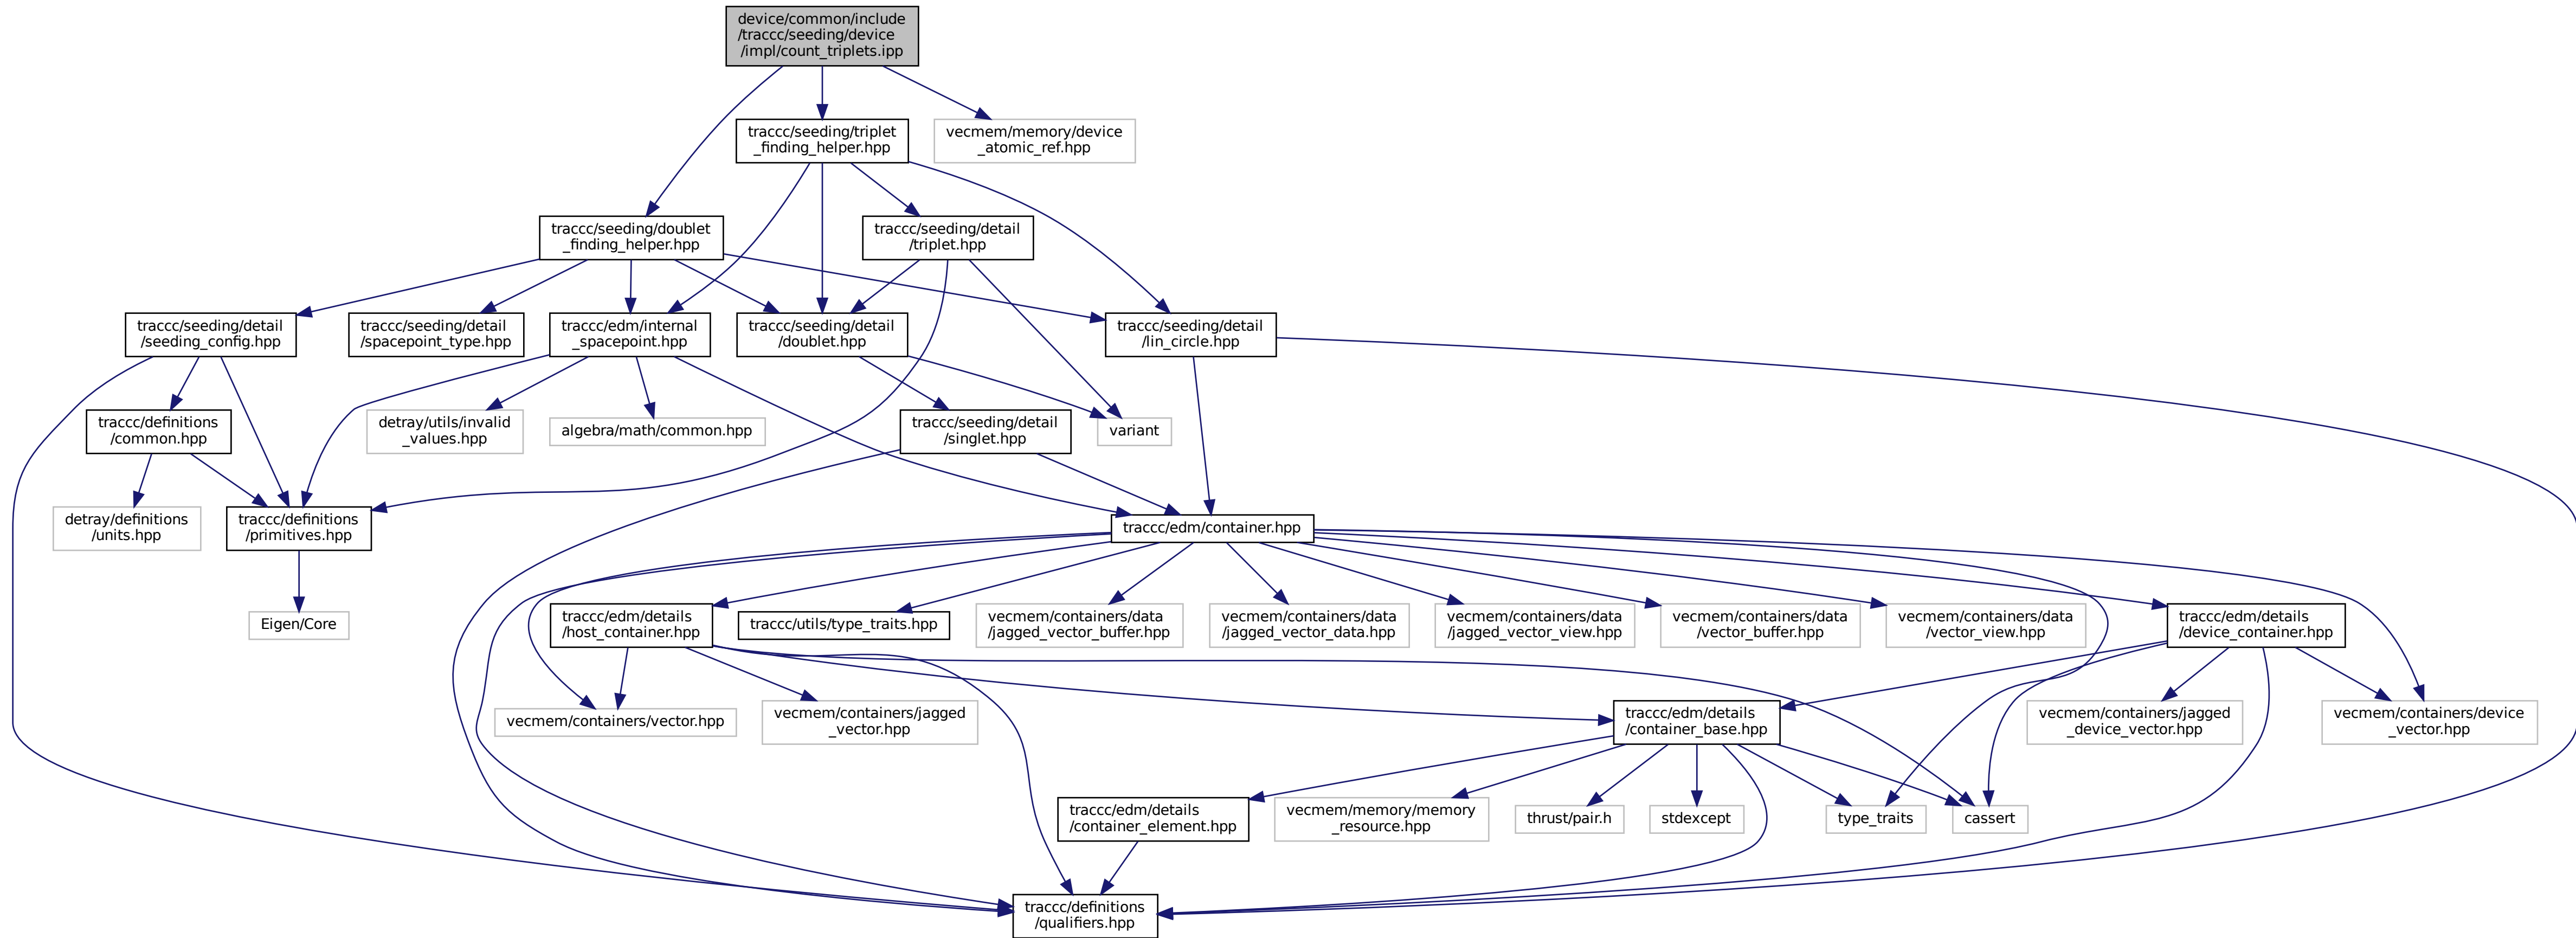 device/common/include
/traccc/seeding/device
/impl/count_triplets.ipp
traccc/seeding/triplet
_finding_helper.hpp
vecmem/memory/device
_atomic_ref.hpp
traccc/seeding/doublet
_finding_helper.hpp
traccc/seeding/detail
/triplet.hpp
traccc/seeding/detail
/seeding_config.hpp
traccc/seeding/detail
/spacepoint_type.hpp
traccc/edm/internal
_spacepoint.hpp
traccc/seeding/detail
/doublet.hpp
traccc/seeding/detail
/lin_circle.hpp
traccc/definitions
/common.hpp
detray/utils/invalid
_values.hpp
algebra/math/common.hpp
traccc/seeding/detail
/singlet.hpp
variant
detray/definitions
/units.hpp
traccc/definitions
/primitives.hpp
traccc/edm/container.hpp
Eigen/Core
traccc/edm/details
/host_container.hpp
traccc/utils/type_traits.hpp
vecmem/containers/data
/jagged_vector_buffer.hpp
vecmem/containers/data
/jagged_vector_data.hpp
vecmem/containers/data
/jagged_vector_view.hpp
vecmem/containers/data
/vector_buffer.hpp
vecmem/containers/data
/vector_view.hpp
traccc/edm/details
/device_container.hpp
vecmem/containers/vector.hpp
vecmem/containers/jagged
_vector.hpp
traccc/edm/details
/container_base.hpp
vecmem/containers/jagged
_device_vector.hpp
vecmem/containers/device
_vector.hpp
traccc/edm/details
/container_element.hpp
vecmem/memory/memory
_resource.hpp
thrust/pair.h
stdexcept
type_traits
cassert
traccc/definitions
/qualifiers.hpp